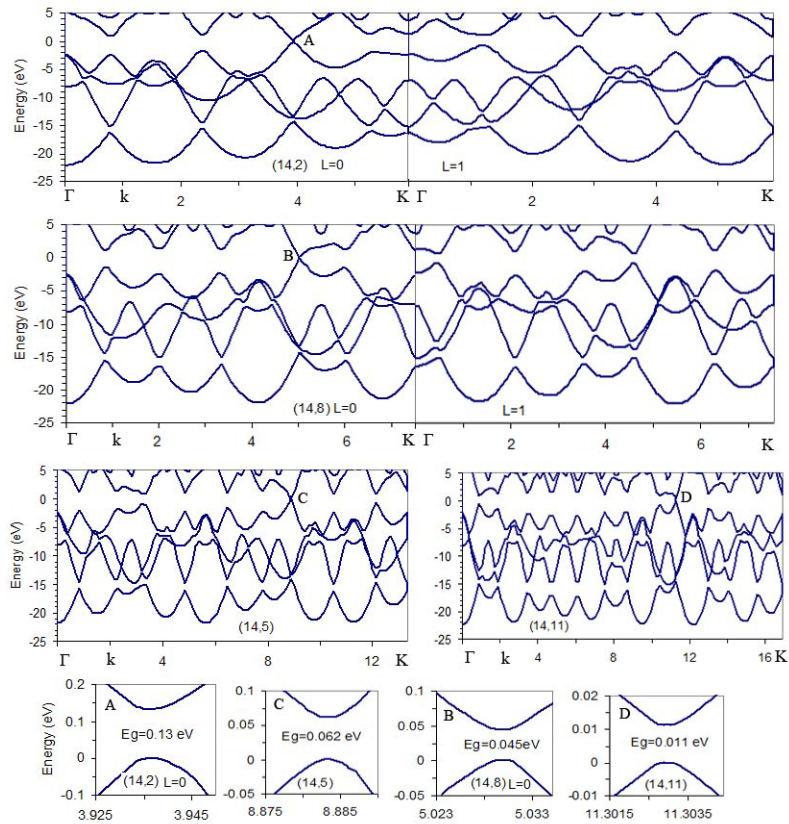 5
0
-5
-10
-15
-20
-25
Energy (eV)
A
(14,2) L=0
L=1
Γ k 2 4 K Γ 2 4 K
5
0
-5
-10
-15
-20
-25
Energy (eV)
B
(14,8) L=0
L=1
Γ k 2 4 6 K Γ 2 4 6 K
5
0
-5
-10
-15
-20
-25
Energy (eV)
C
(14,5)
Γ k 4 8 12 K
5
0
-5
-10
-15
-20
-25
D
(14,11)
Γ k 4 8 12 16 K
0.2
0.1
0
-0.1
Energy (eV)
A
Eg=0.13 eV
(14,2) L=0
3.925 3.945
0.1
0.05
0
-0.05
C
Eg=0.062 eV
(14,5)
8.875 8.885
0.1
0.05
0
-0.05
B
Eg=0.045eV
(14,8) L=0
5.023 5.033
0.02
0.01
0
-0.01
D
Eg=0.011 eV
(14,11)
11.3015 11.3035